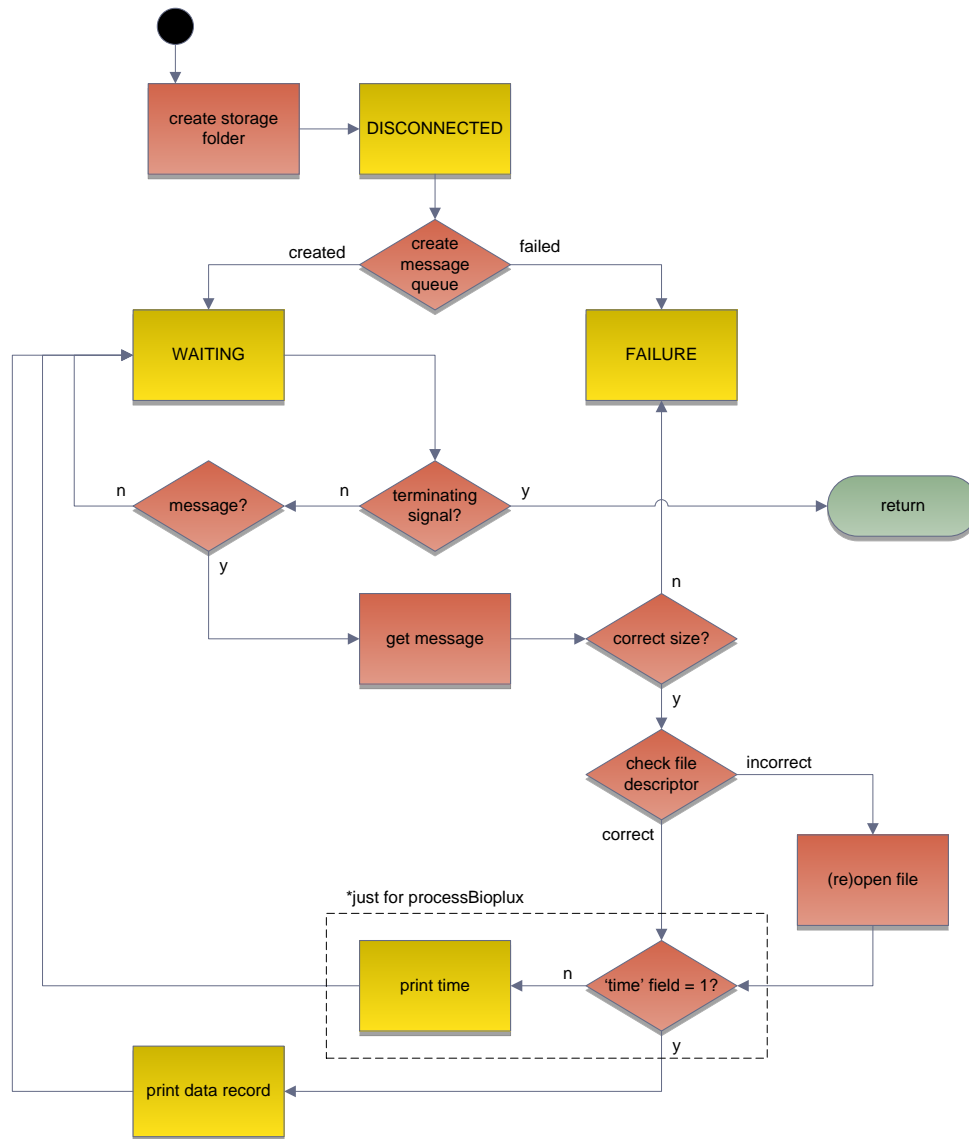 create storage
folder
DISCONNECTED
created
create
message
queue
failed
WAITING
FAILURE
n
message?
n
terminating
signal?
y
return
y
get message
n
correct size?
y
check file
descriptor
incorrect
correct
(re)open file
*just for processBioplux
print time
n
‘time’ field = 1?
y
print data record